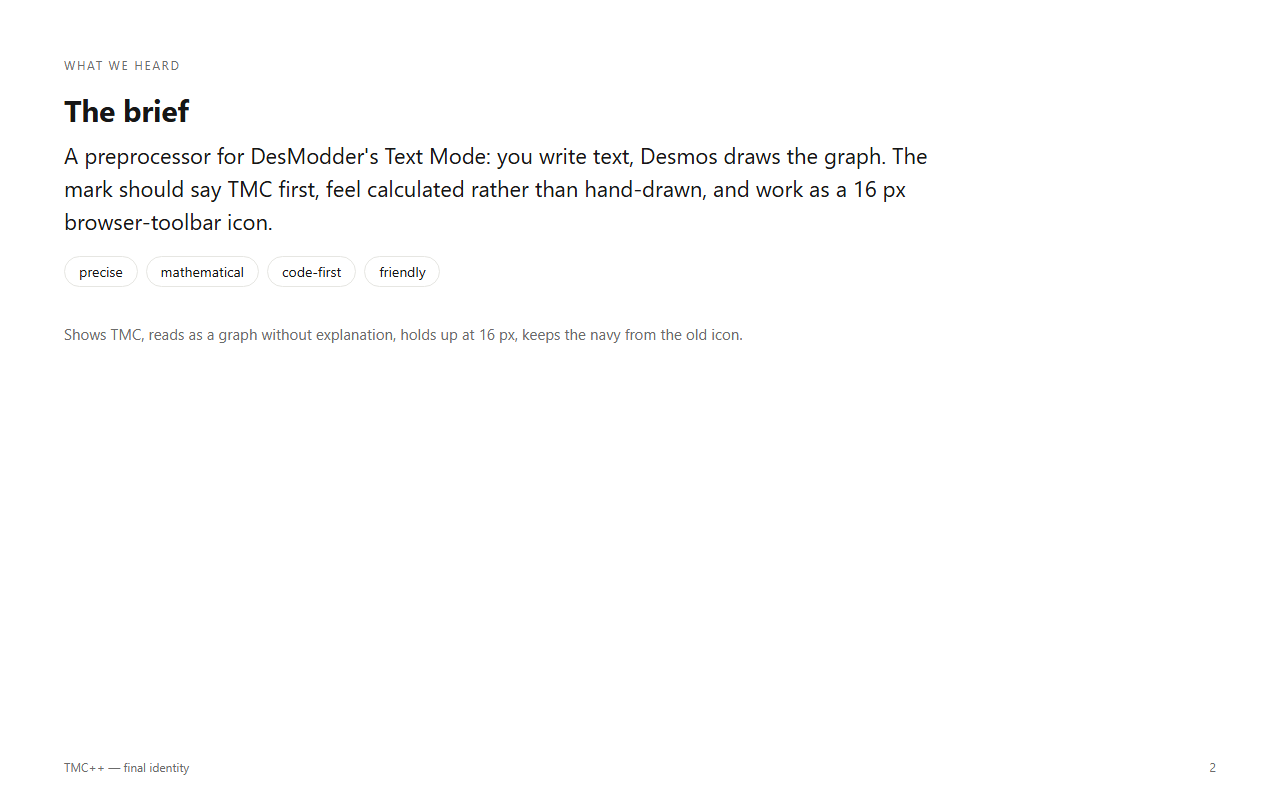 WHAT WE HEARD
The brief
A preprocessor for DesModder's Text Mode: you write text, Desmos draws the graph. The
mark should say TMC first, feel calculated rather than hand-drawn, and work as a 16 px
browser-toolbar icon.
precise
mathematical
code-first
friendly
Shows TMC, reads as a graph without explanation, holds up at 16 px, keeps the navy from the old icon.
TMC++ — final identity
2